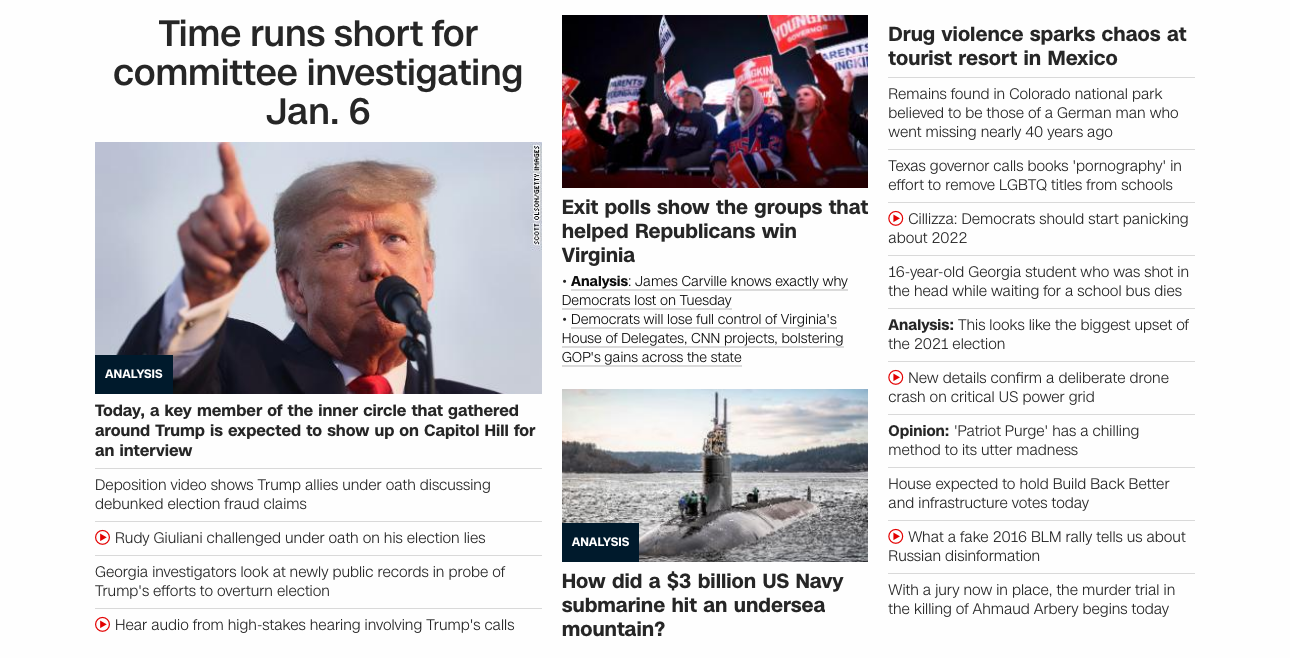 Time runs short for
committee investigating
Jan. 6
SCOTT OLSON/GETTY IMAGES
ANALYSIS
Today, a key member of the inner circle that gathered
around Trump is expected to show up on Capitol Hill for
an interview
Deposition video shows Trump allies under oath discussing
debunked election fraud claims
Rudy Giuliani challenged under oath on his election lies
Georgia investigators look at newly public records in probe of
Trump's efforts to overturn election
Hear audio from high-stakes hearing involving Trump's calls
YOUNGKIN
GOVERNOR
Exit polls show the groups that
helped Republicans win
Virginia
• Analysis: James Carville knows exactly why
Democrats lost on Tuesday
• Democrats will lose full control of Virginia's
House of Delegates, CNN projects, bolstering
GOP's gains across the state
ANALYSIS
How did a $3 billion US Navy
submarine hit an undersea
mountain?
Drug violence sparks chaos at
tourist resort in Mexico
Remains found in Colorado national park
believed to be those of a German man who
went missing nearly 40 years ago
Texas governor calls books 'pornography' in
effort to remove LGBTQ titles from schools
Cillizza: Democrats should start panicking
about 2022
16-year-old Georgia student who was shot in
the head while waiting for a school bus dies
Analysis: This looks like the biggest upset of
the 2021 election
New details confirm a deliberate drone
crash on critical US power grid
Opinion: 'Patriot Purge' has a chilling
method to its utter madness
House expected to hold Build Back Better
and infrastructure votes today
What a fake 2016 BLM rally tells us about
Russian disinformation
With a jury now in place, the murder trial in
the killing of Ahmaud Arbery begins today